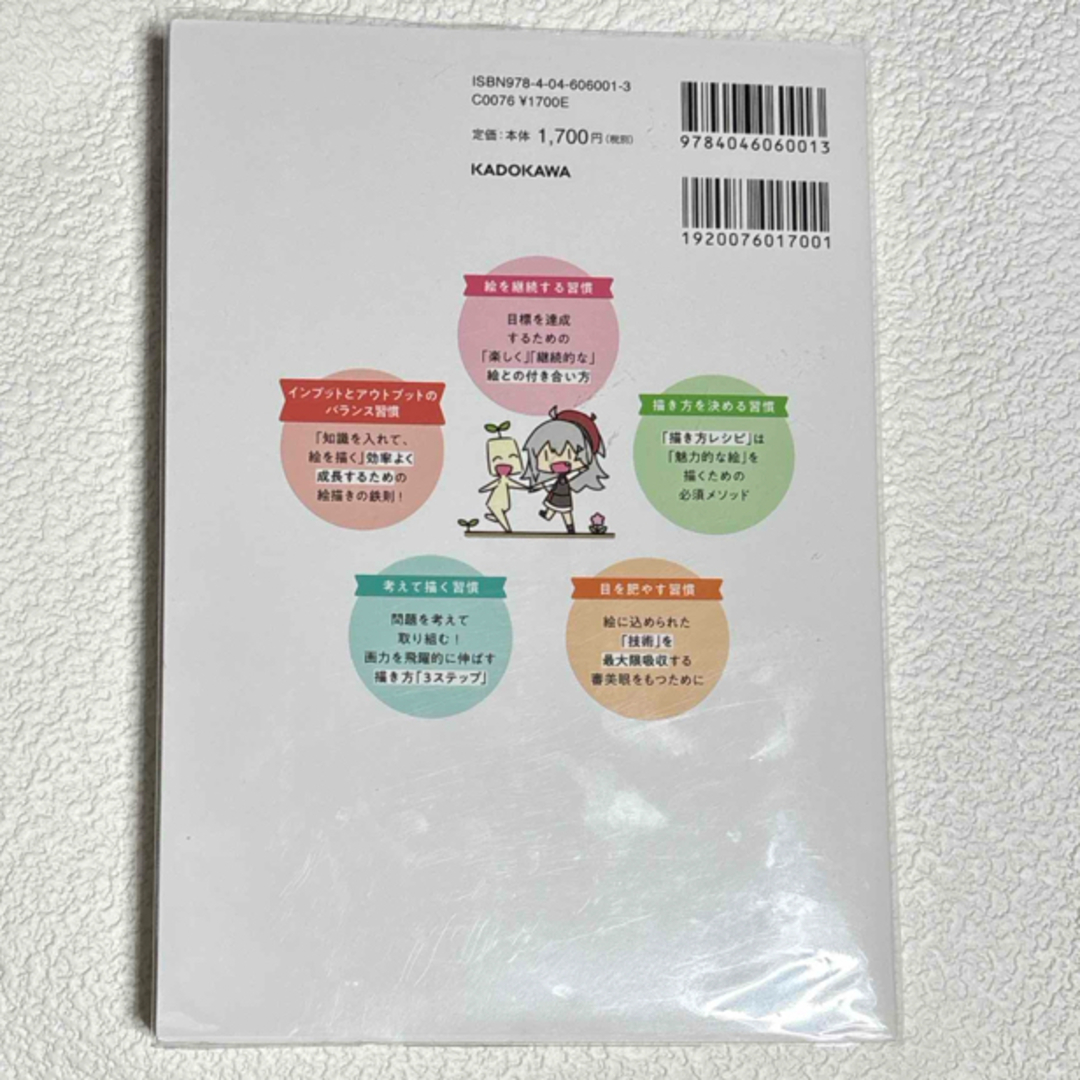 ISBN978-4-04-606001-3
C0076 ¥1700E
定価:本体 1,700円(税別)
KADOKAWA
9784046060013
1920076017001
絵を継続する習慣
目標を達成
するための
「楽しく」「継続的な」
絵との付き合い方
インプットとアウトプットの
バランス習慣
「知識を入れて、
絵を描く」効率よく
成長するための
絵描きの鉄則!
描き方を決める習慣
「描き方レシピ」は
「魅力的な絵」を
描くための
必須メソッド
考えて描く習慣
問題を考えて
取り組む!
画力を飛躍的に伸ばす
描き方「3ステップ」
目を肥やす習慣
絵に込められた
「技術」を
最大限吸収する
審美眼をもつために